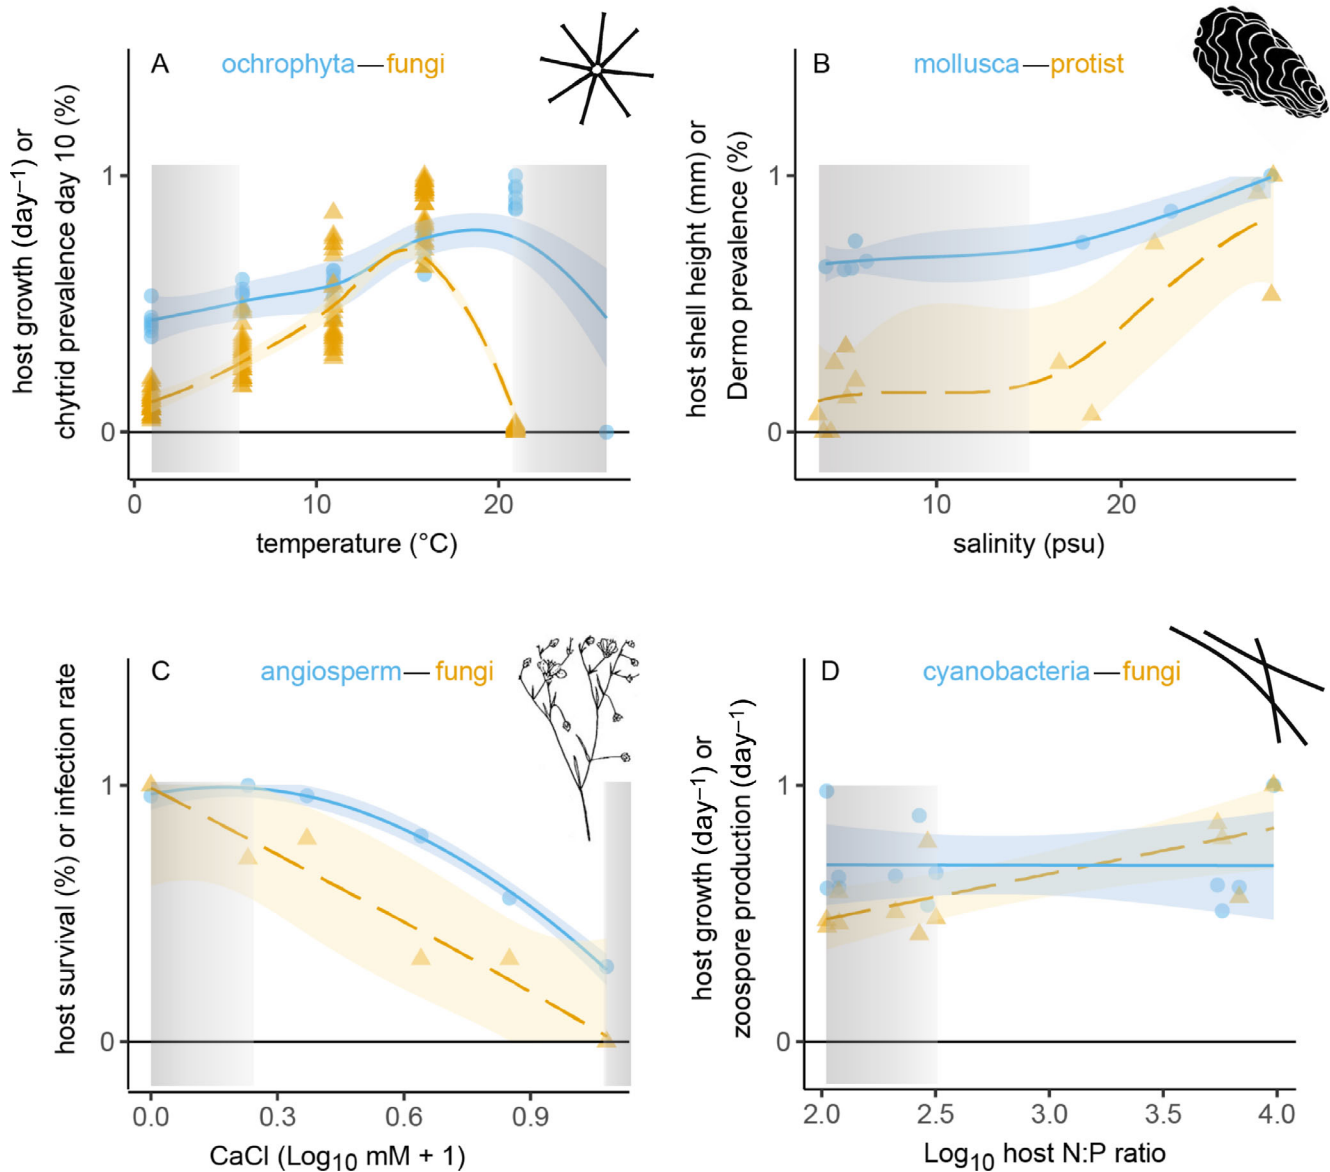 A
ochrophyta—fungi
host growth (day⁻¹) or
chytrid prevalence day 10 (%)
1
0
0
10
20
temperature (°C)
B
mollusca—protist
host shell height (mm) or
Dermo prevalence (%)
1
0
10
20
salinity (psu)
C
angiosperm—fungi
host survival (%) or infection rate
1
0
0.0
0.3
0.6
0.9
CaCl (Log₁₀ mM + 1)
D
cyanobacteria—fungi
host growth (day⁻¹) or
zoospore production (day⁻¹)
1
0
2.0
2.5
3.0
3.5
4.0
Log₁₀ host N:P ratio